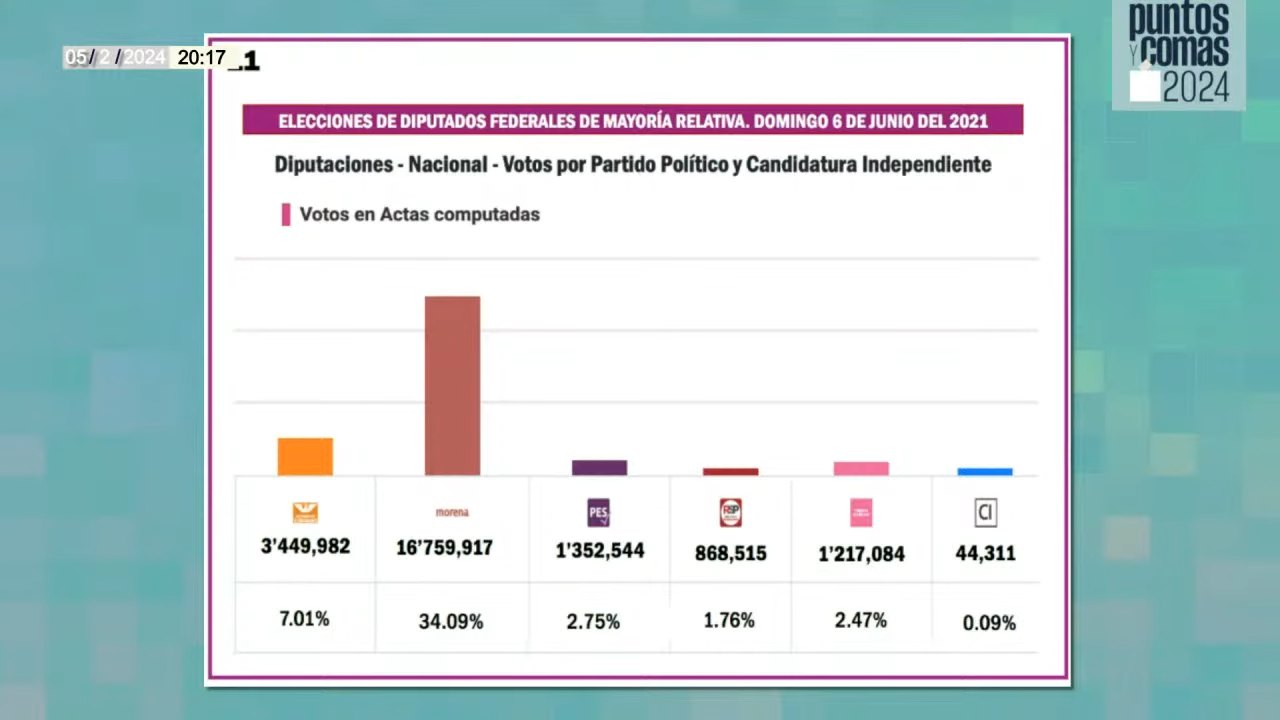 puntos
Y comas
2024
05/ 2 /2024 20:17
.1
ELECCIONES DE DIPUTADOS FEDERALES DE MAYORÍA RELATIVA. DOMINGO 6 DE JUNIO DEL 2021
Diputaciones - Nacional - Votos por Partido Político y Candidatura Independiente
Votos en Actas computadas
morena PES RSP CI
3'449,982 16'759,917 1'352,544 868,515 1'217,084 44,311
7.01% 34.09% 2.75% 1.76% 2.47% 0.09%